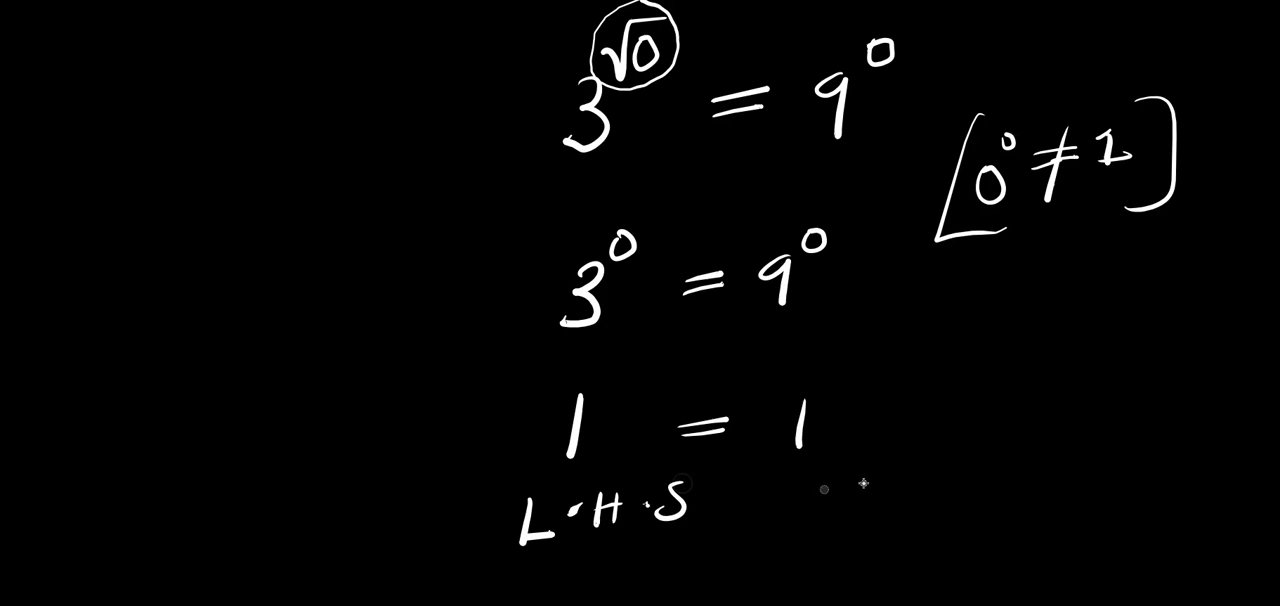 3^√0 = 9^0
[0^0 ≠ 1]
3^0 = 9^0
1 = 1
L.H.S